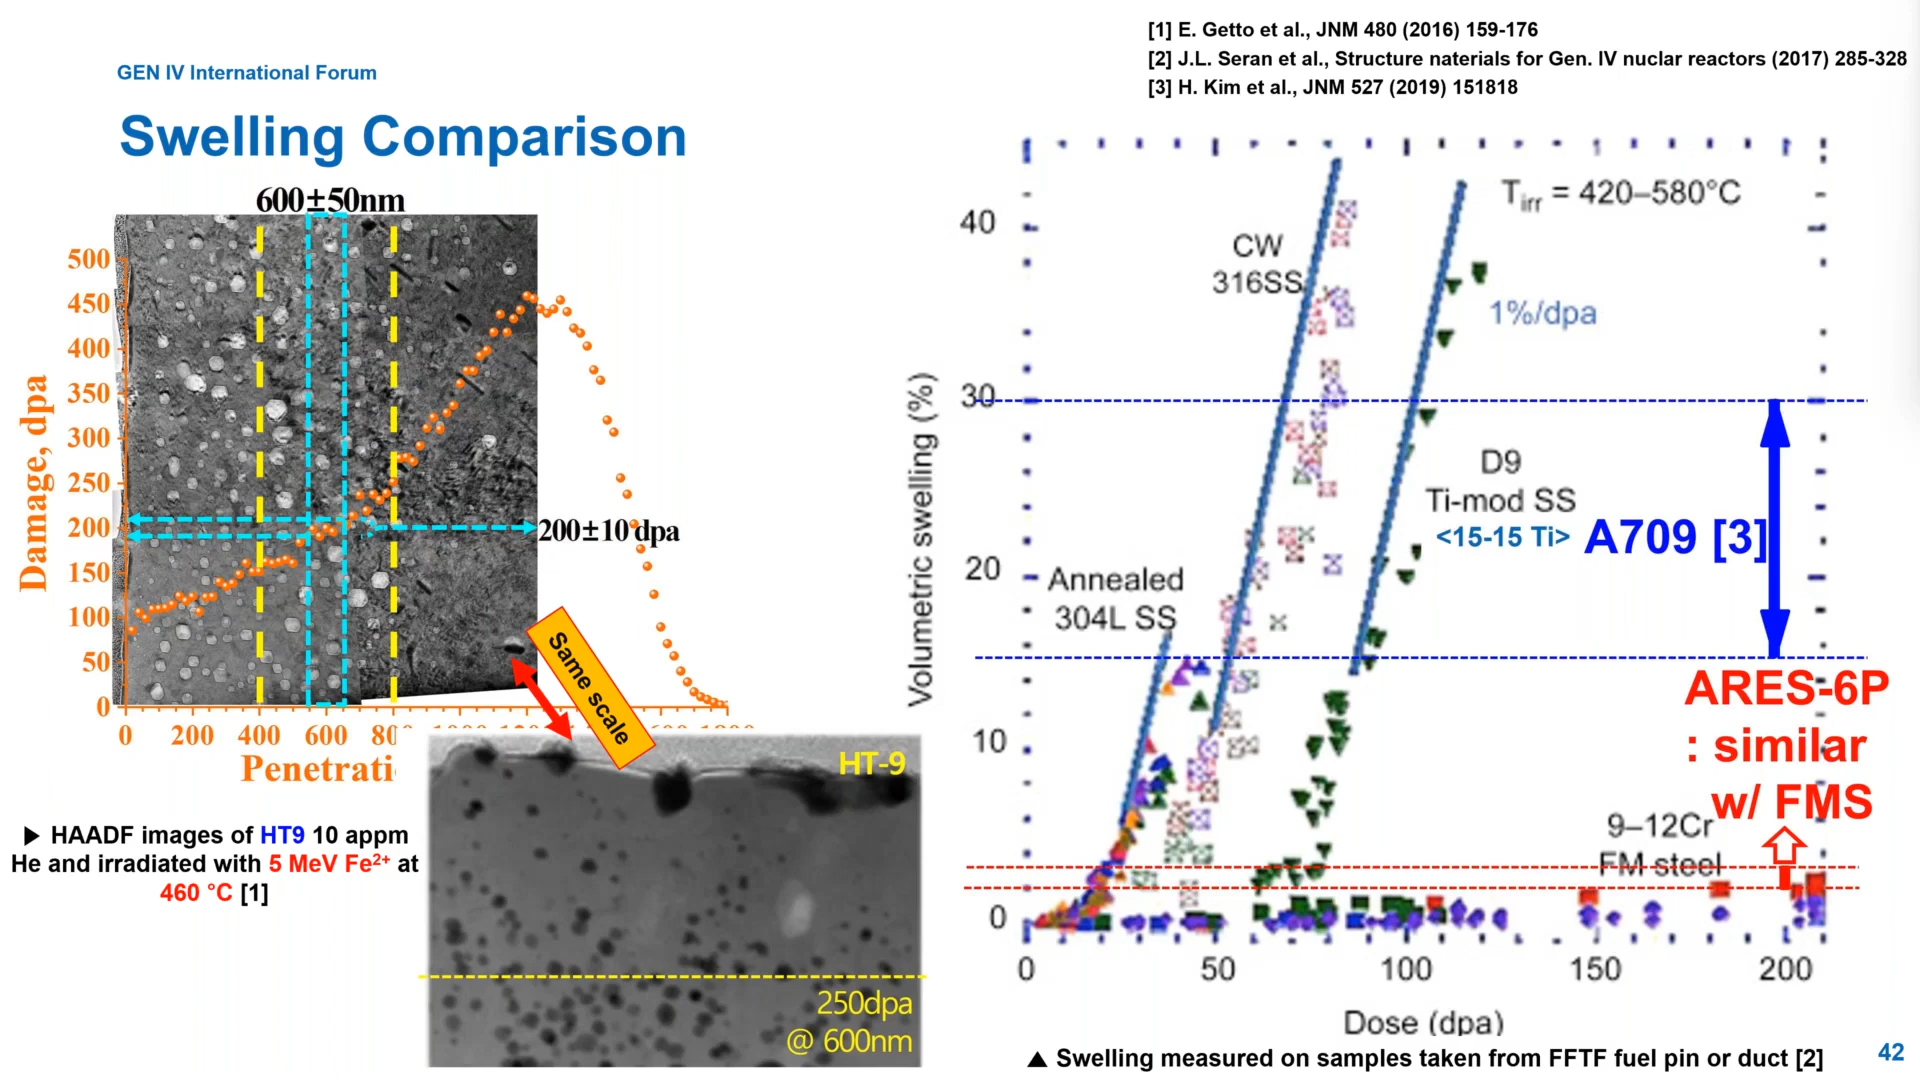 [1] E. Getto et al., JNM 480 (2016) 159-176
[2] J.L. Seran et al., Structure naterials for Gen. IV nuclar reactors (2017) 285-328
[3] H. Kim et al., JNM 527 (2019) 151818
GEN IV International Forum
Swelling Comparison
600±50nm
500
450
400
350
300
250
200
150
100
50
0
Damage, dpa
200±10 dpa
0 200 400 600
Penetrati
Same scale
HT-9
250dpa
@ 600nm
▶ HAADF images of HT9 10 appm
He and irradiated with 5 MeV Fe2+ at
460 °C [1]
Volumetric swelling (%)
40
30
20
10
0
Tirr = 420–580°C
CW
316SS
1%/dpa
D9
Ti-mod SS
<15-15 Ti>
A709 [3]
Annealed
304L SS
ARES-6P
: similar
w/ FMS
9–12Cr
FM steel
0 50 100 150 200
Dose (dpa)
▲ Swelling measured on samples taken from FFTF fuel pin or duct [2]
42